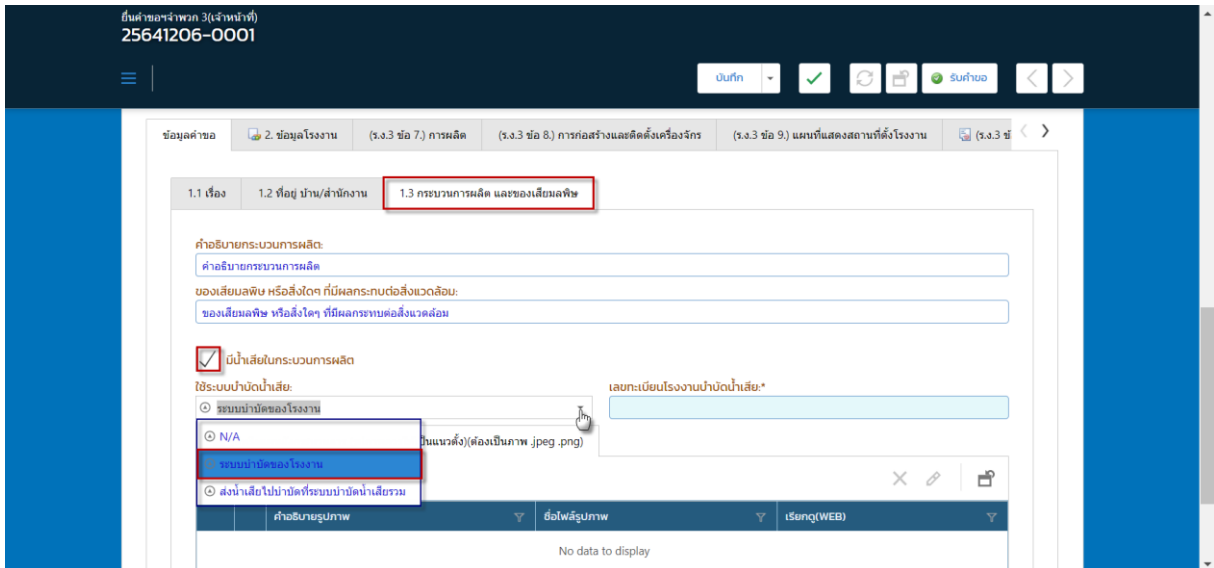 ยื่นคำขอฯจำพวก 3(เจ้าหน้าที่)
25641206-0001
บันทึก
รับคำขอ
ข้อมูลคำขอ 2. ข้อมูลโรงงาน (ร.ง.3 ข้อ 7.) การผลิต (ร.ง.3 ข้อ 8.) การก่อสร้างและติดตั้งเครื่องจักร (ร.ง.3 ข้อ 9.) แผนที่แสดงสถานที่ตั้งโรงงาน (ร.ง.3 ข้
1.1 เรื่อง 1.2 ที่อยู่ บ้าน/สำนักงาน 1.3 กระบวนการผลิต และของเสียมลพิษ
คำอธิบายกระบวนการผลิต:
คำอธิบายกระบวนการผลิต
ของเสียมลพิษ หรือสิ่งใดๆ ที่มีผลกระทบต่อสิ่งแวดล้อม:
ของเสียมลพิษ หรือสิ่งใดๆ ที่มีผลกระทบต่อสิ่งแวดล้อม
มีน้ำเสียในกระบวนการผลิต
ใช้ระบบบำบัดน้ำเสีย: เลขทะเบียนโรงงานบำบัดน้ำเสีย:*
ระบบบำบัดของโรงงาน
N/A
ป็นแนวตั้ง)(ต้องเป็นภาพ .jpeg .png)
ระบบบำบัดของโรงงาน
ส่งน้ำเสียไปบำบัดที่ระบบบำบัดน้ำเสียรวม
คำอธิบายรูปภาพ ชื่อไฟล์รูปภาพ เรียกดู(WEB)
No data to display